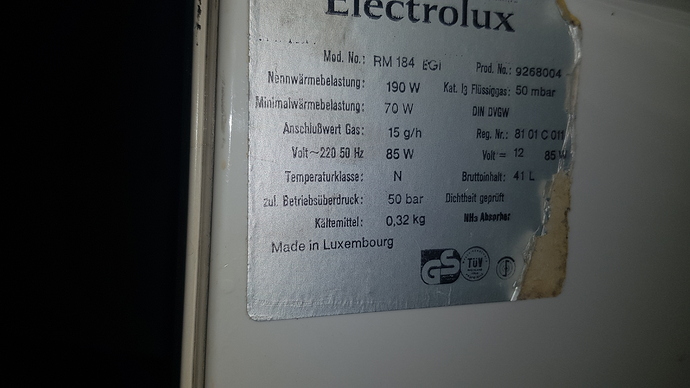 Electrolux
Mod. No.: RM 184 EGI Prod. No.: 9268004
Nennwärmebelastung: 190 W Kat. I3 Flüssiggas: 50 mbar
Minimalwärmebelastung: 70 W DIN DVGW
Anschlußwert Gas: 15 g/h Reg. Nr.: 81 01 C 011
Volt~220 50 Hz 85 W Volt= 12 85 W
Temperaturklasse: N Bruttoinhalt: 41 L
zul. Betriebsüberdruck: 50 bar Dichtheit geprüft
Kältemittel: 0,32 kg NH3 Absorber
Made in Luxembourg
GS TÜV